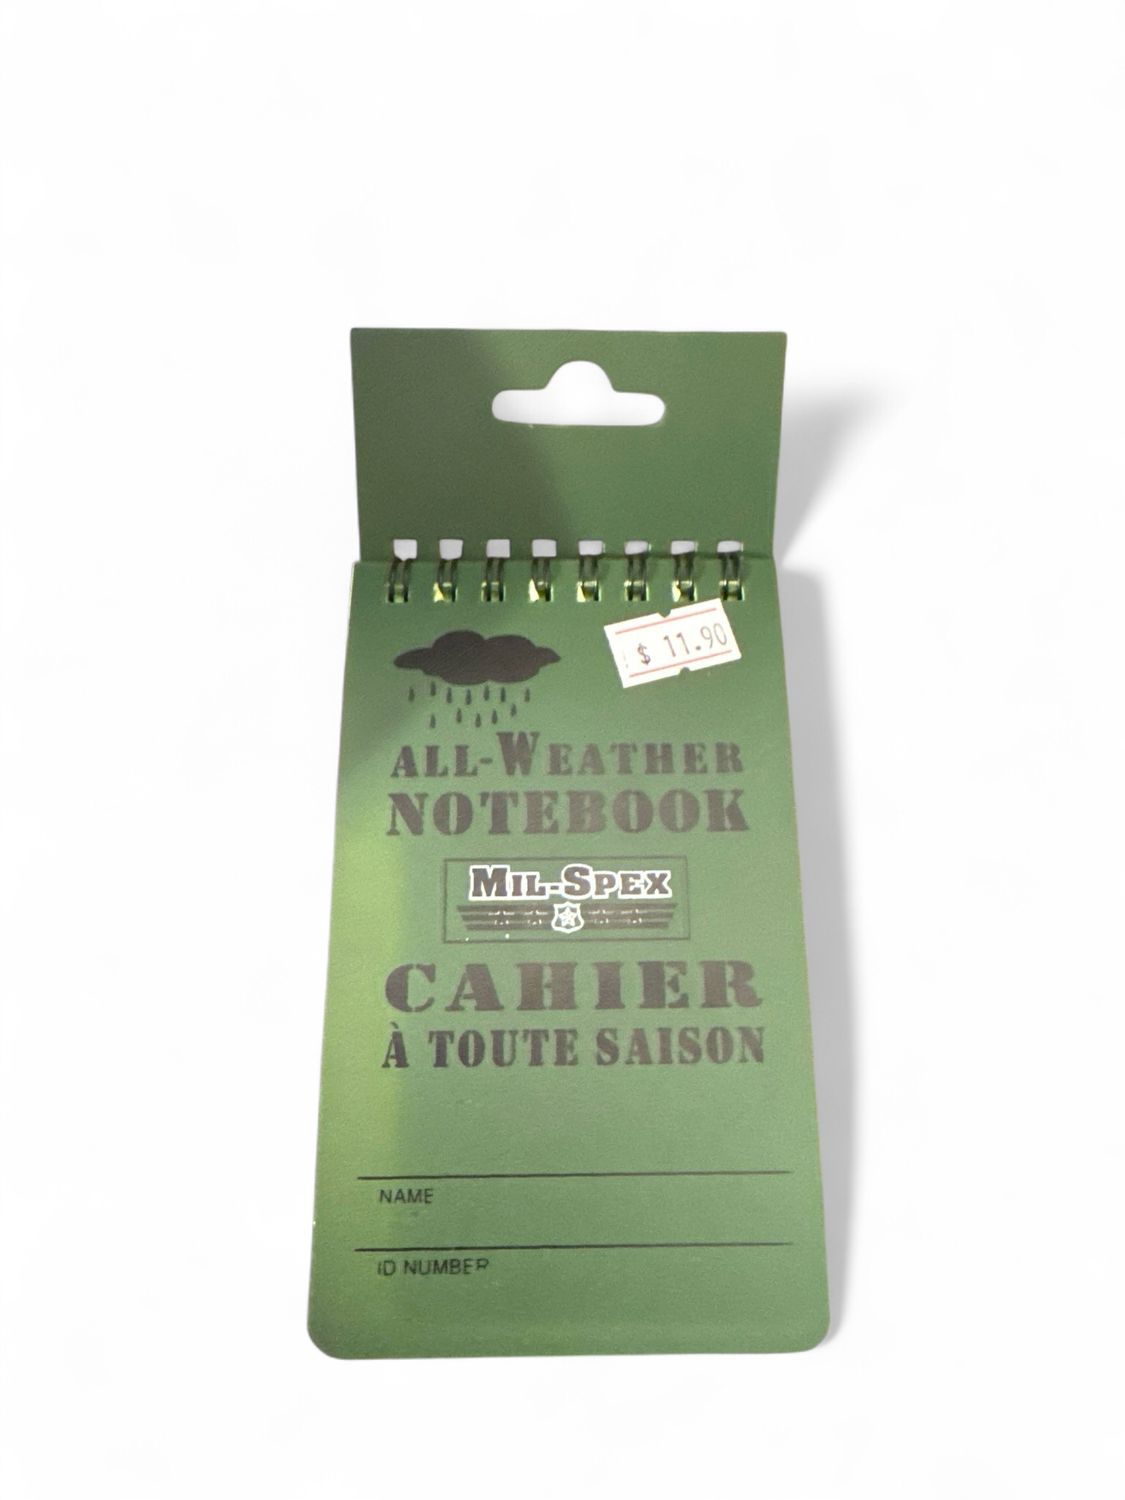 $ 11.90
ALL-WEATHER
NOTEBOOK
MIL-SPEX
CAHIER
À TOUTE SAISON
NAME
ID NUMBER